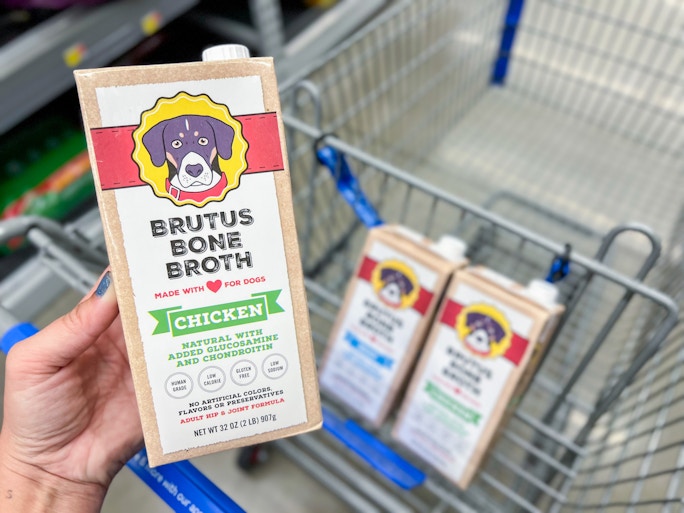 BRUTUS
BONE
BROTH
MADE WITH FOR DOGS
CHICKEN
NATURAL WITH
ADDED GLUCOSAMINE
AND CHONDROITIN
HUMAN
GRADE
LOW
CALORIE
GLUTEN
FREE
LOW
SODIUM
NO ARTIFICIAL COLORS,
FLAVORS OR PRESERVATIVES
ADULT HIP & JOINT FORMULA
NET WT 32 OZ (2 LB) 907g
BRUTUS
BONE
BROTH
BRUTUS
BONE
BROTH
CHICKEN